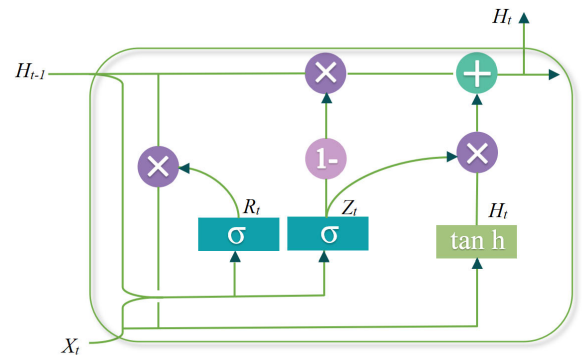 Hₜ
Hₜ₋₁
×
+
1-
×
×
Rₜ
Zₜ
Hₜ
σ
σ
tan h
Xₜ